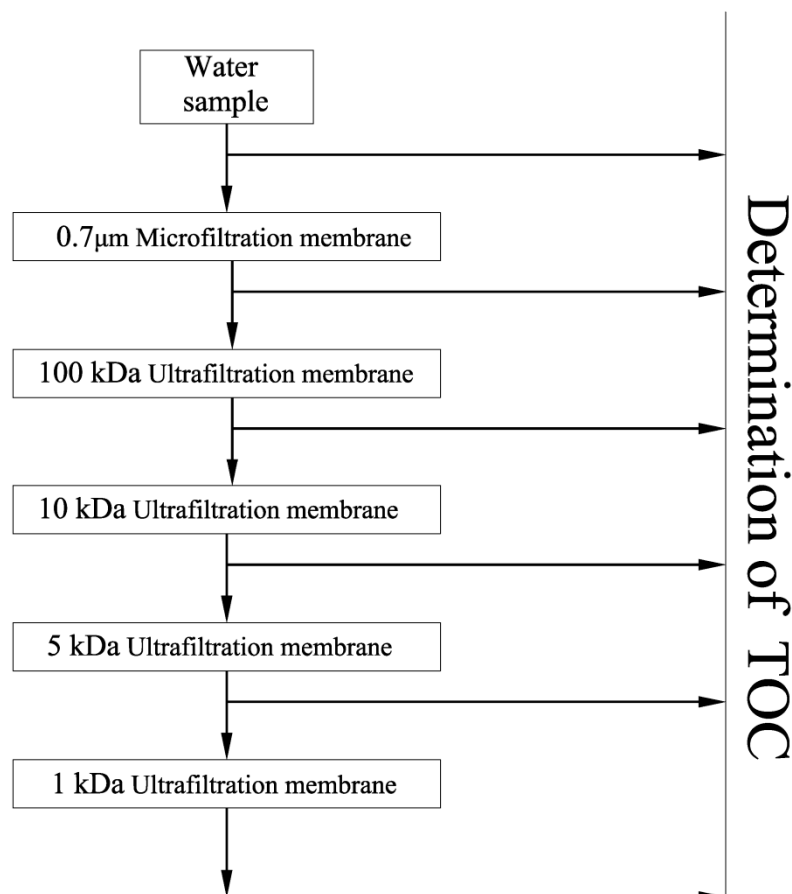 Water
sample
0.7μm Microfiltration membrane
100 kDa Ultrafiltration membrane
10 kDa Ultrafiltration membrane
5 kDa Ultrafiltration membrane
1 kDa Ultrafiltration membrane
Determination of TOC